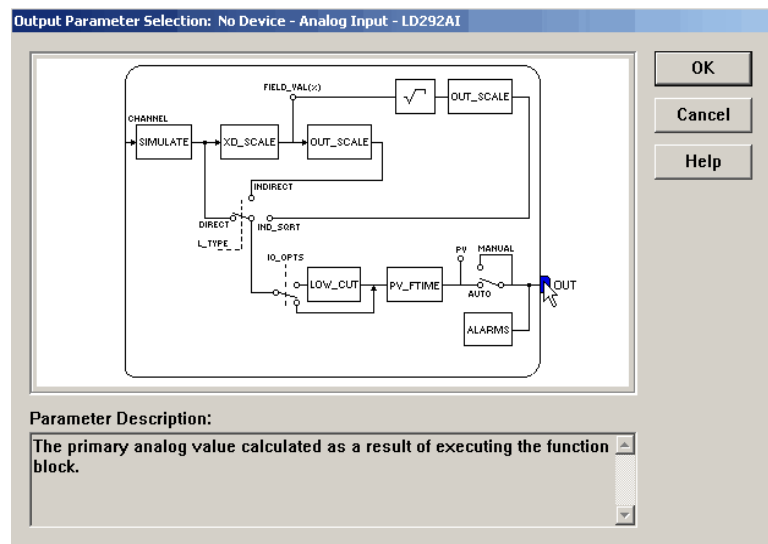 Output Parameter Selection: No Device - Analog Input - LD292AI
OK
Cancel
Help
FIELD_VAL(%)
CHANNEL
SIMULATE
XD_SCALE
OUT_SCALE
√
OUT_SCALE
INDIRECT
DIRECT
IND_SQRT
L_TYPE
IO_OPTS
PV
MANUAL
LOW_CUT
PV_FTIME
AUTO
OUT
ALARMS
Parameter Description:
The primary analog value calculated as a result of executing the function
block.